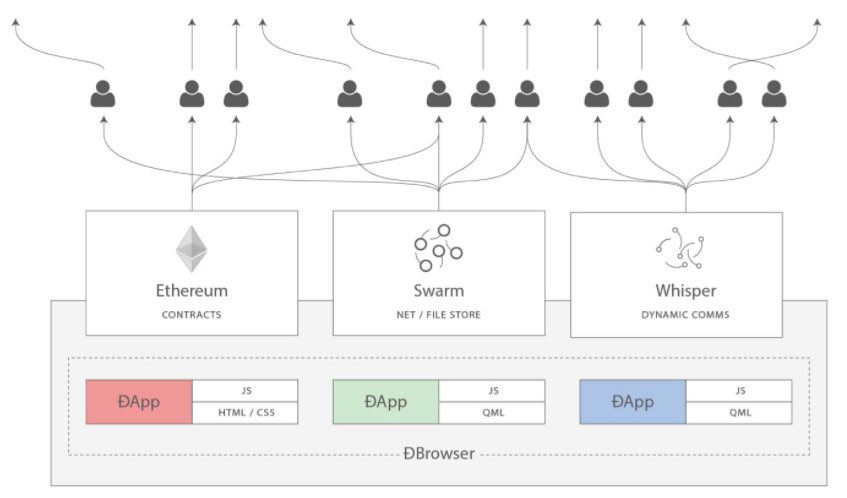 Ethereum
CONTRACTS
Swarm
NET / FILE STORE
Whisper
DYNAMIC COMMS
ĐApp
JS
HTML / CSS
ĐApp
JS
QML
ĐApp
JS
QML
ĐBrowser